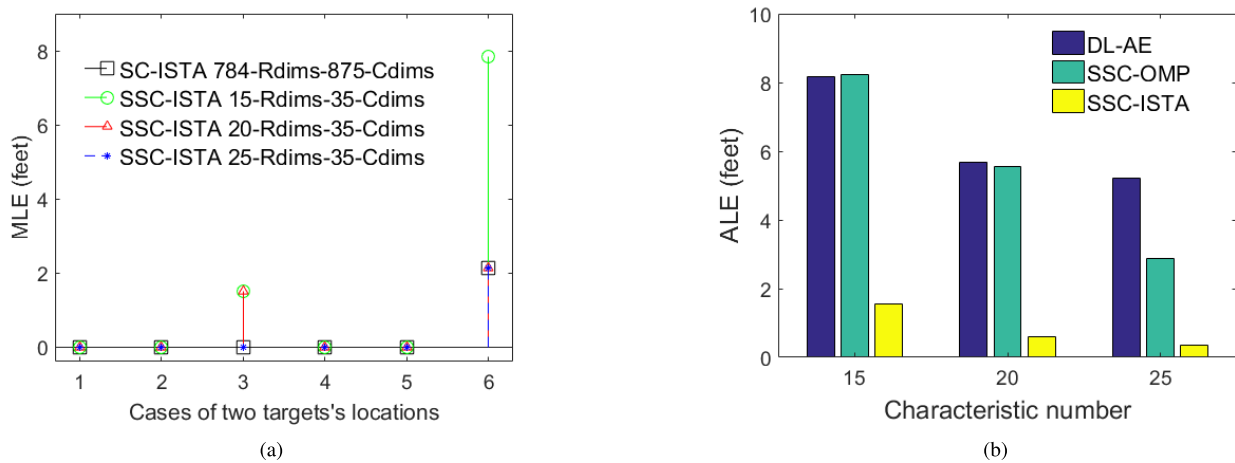 8
6
4
2
0
MLE (feet)
SC-ISTA 784-Rdims-875-Cdims
SSC-ISTA 15-Rdims-35-Cdims
SSC-ISTA 20-Rdims-35-Cdims
SSC-ISTA 25-Rdims-35-Cdims
1 2 3 4 5 6
Cases of two targets's locations
(a)
10
8
6
4
2
0
ALE (feet)
DL-AE
SSC-OMP
SSC-ISTA
15 20 25
Characteristic number
(b)